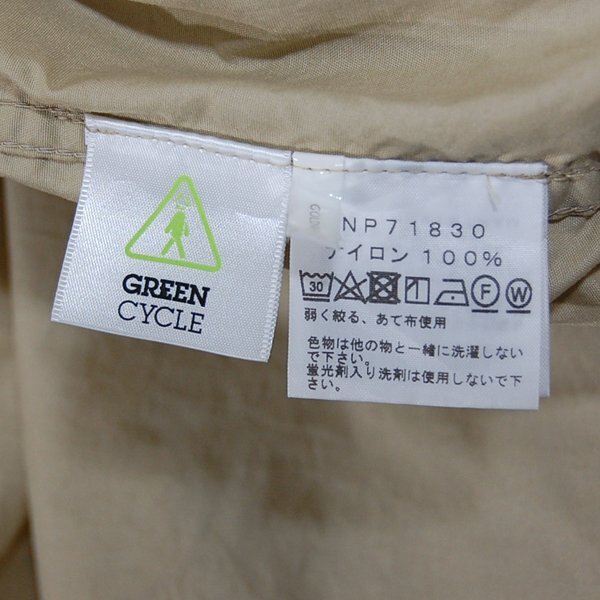 GREEN
CYCLE
NP71830
ナイロン 100%
30 F W
弱く絞る、あて布使用
色物は他の物と一緒に洗濯しない
で下さい。
蛍光剤入り洗剤は使用しないで下
さい。